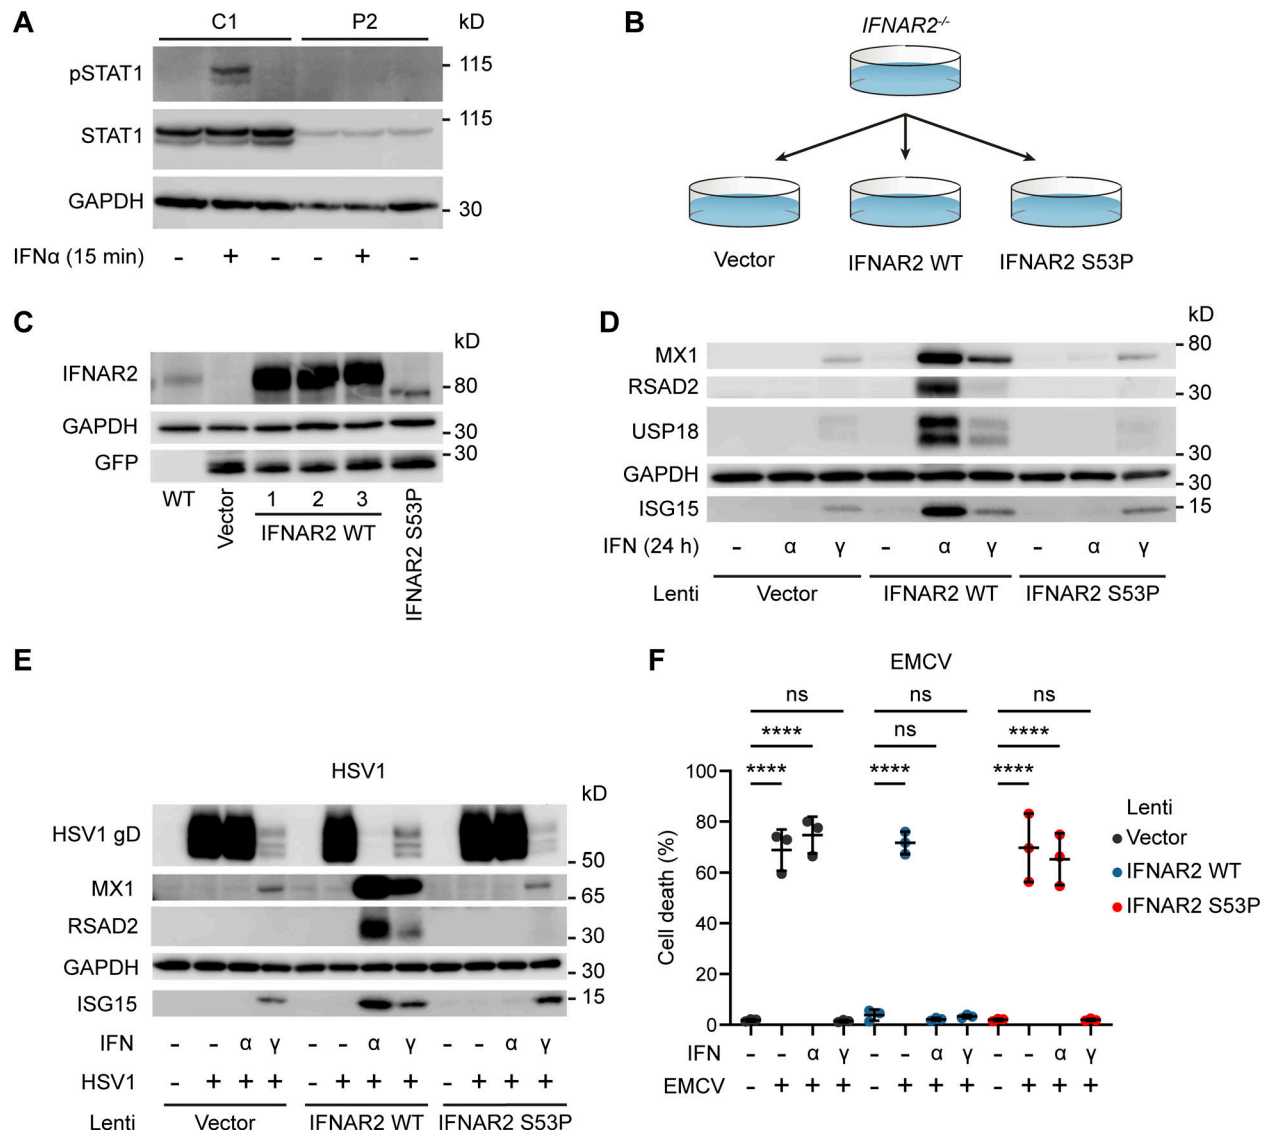 A
C1
P2
kD
pSTAT1
115
STAT1
115
GAPDH
30
IFNα (15 min)
- + - - + -
B
IFNAR2-/-
Vector
IFNAR2 WT
IFNAR2 S53P
C
kD
IFNAR2
80
GAPDH
30
GFP
30
WT
Vector
1 2 3
IFNAR2 WT
IFNAR2 S53P
D
kD
MX1
80
RSAD2
30
USP18
30
GAPDH
30
ISG15
15
IFN (24 h)
- α γ - α γ - α γ
Lenti
Vector
IFNAR2 WT
IFNAR2 S53P
E
HSV1
kD
HSV1 gD
50
MX1
65
RSAD2
30
GAPDH
30
ISG15
15
IFN
- - α γ - - α γ - - α γ
HSV1
- + + + - + + + - + + +
Lenti
Vector
IFNAR2 WT
IFNAR2 S53P
F
EMCV
ns ns ns
**** ns ****
**** **** ****
Cell death (%)
100
80
60
40
20
0
Lenti
Vector
IFNAR2 WT
IFNAR2 S53P
IFN
- - α γ - - α γ - - α γ
EMCV
- + + + - + + + - + + +